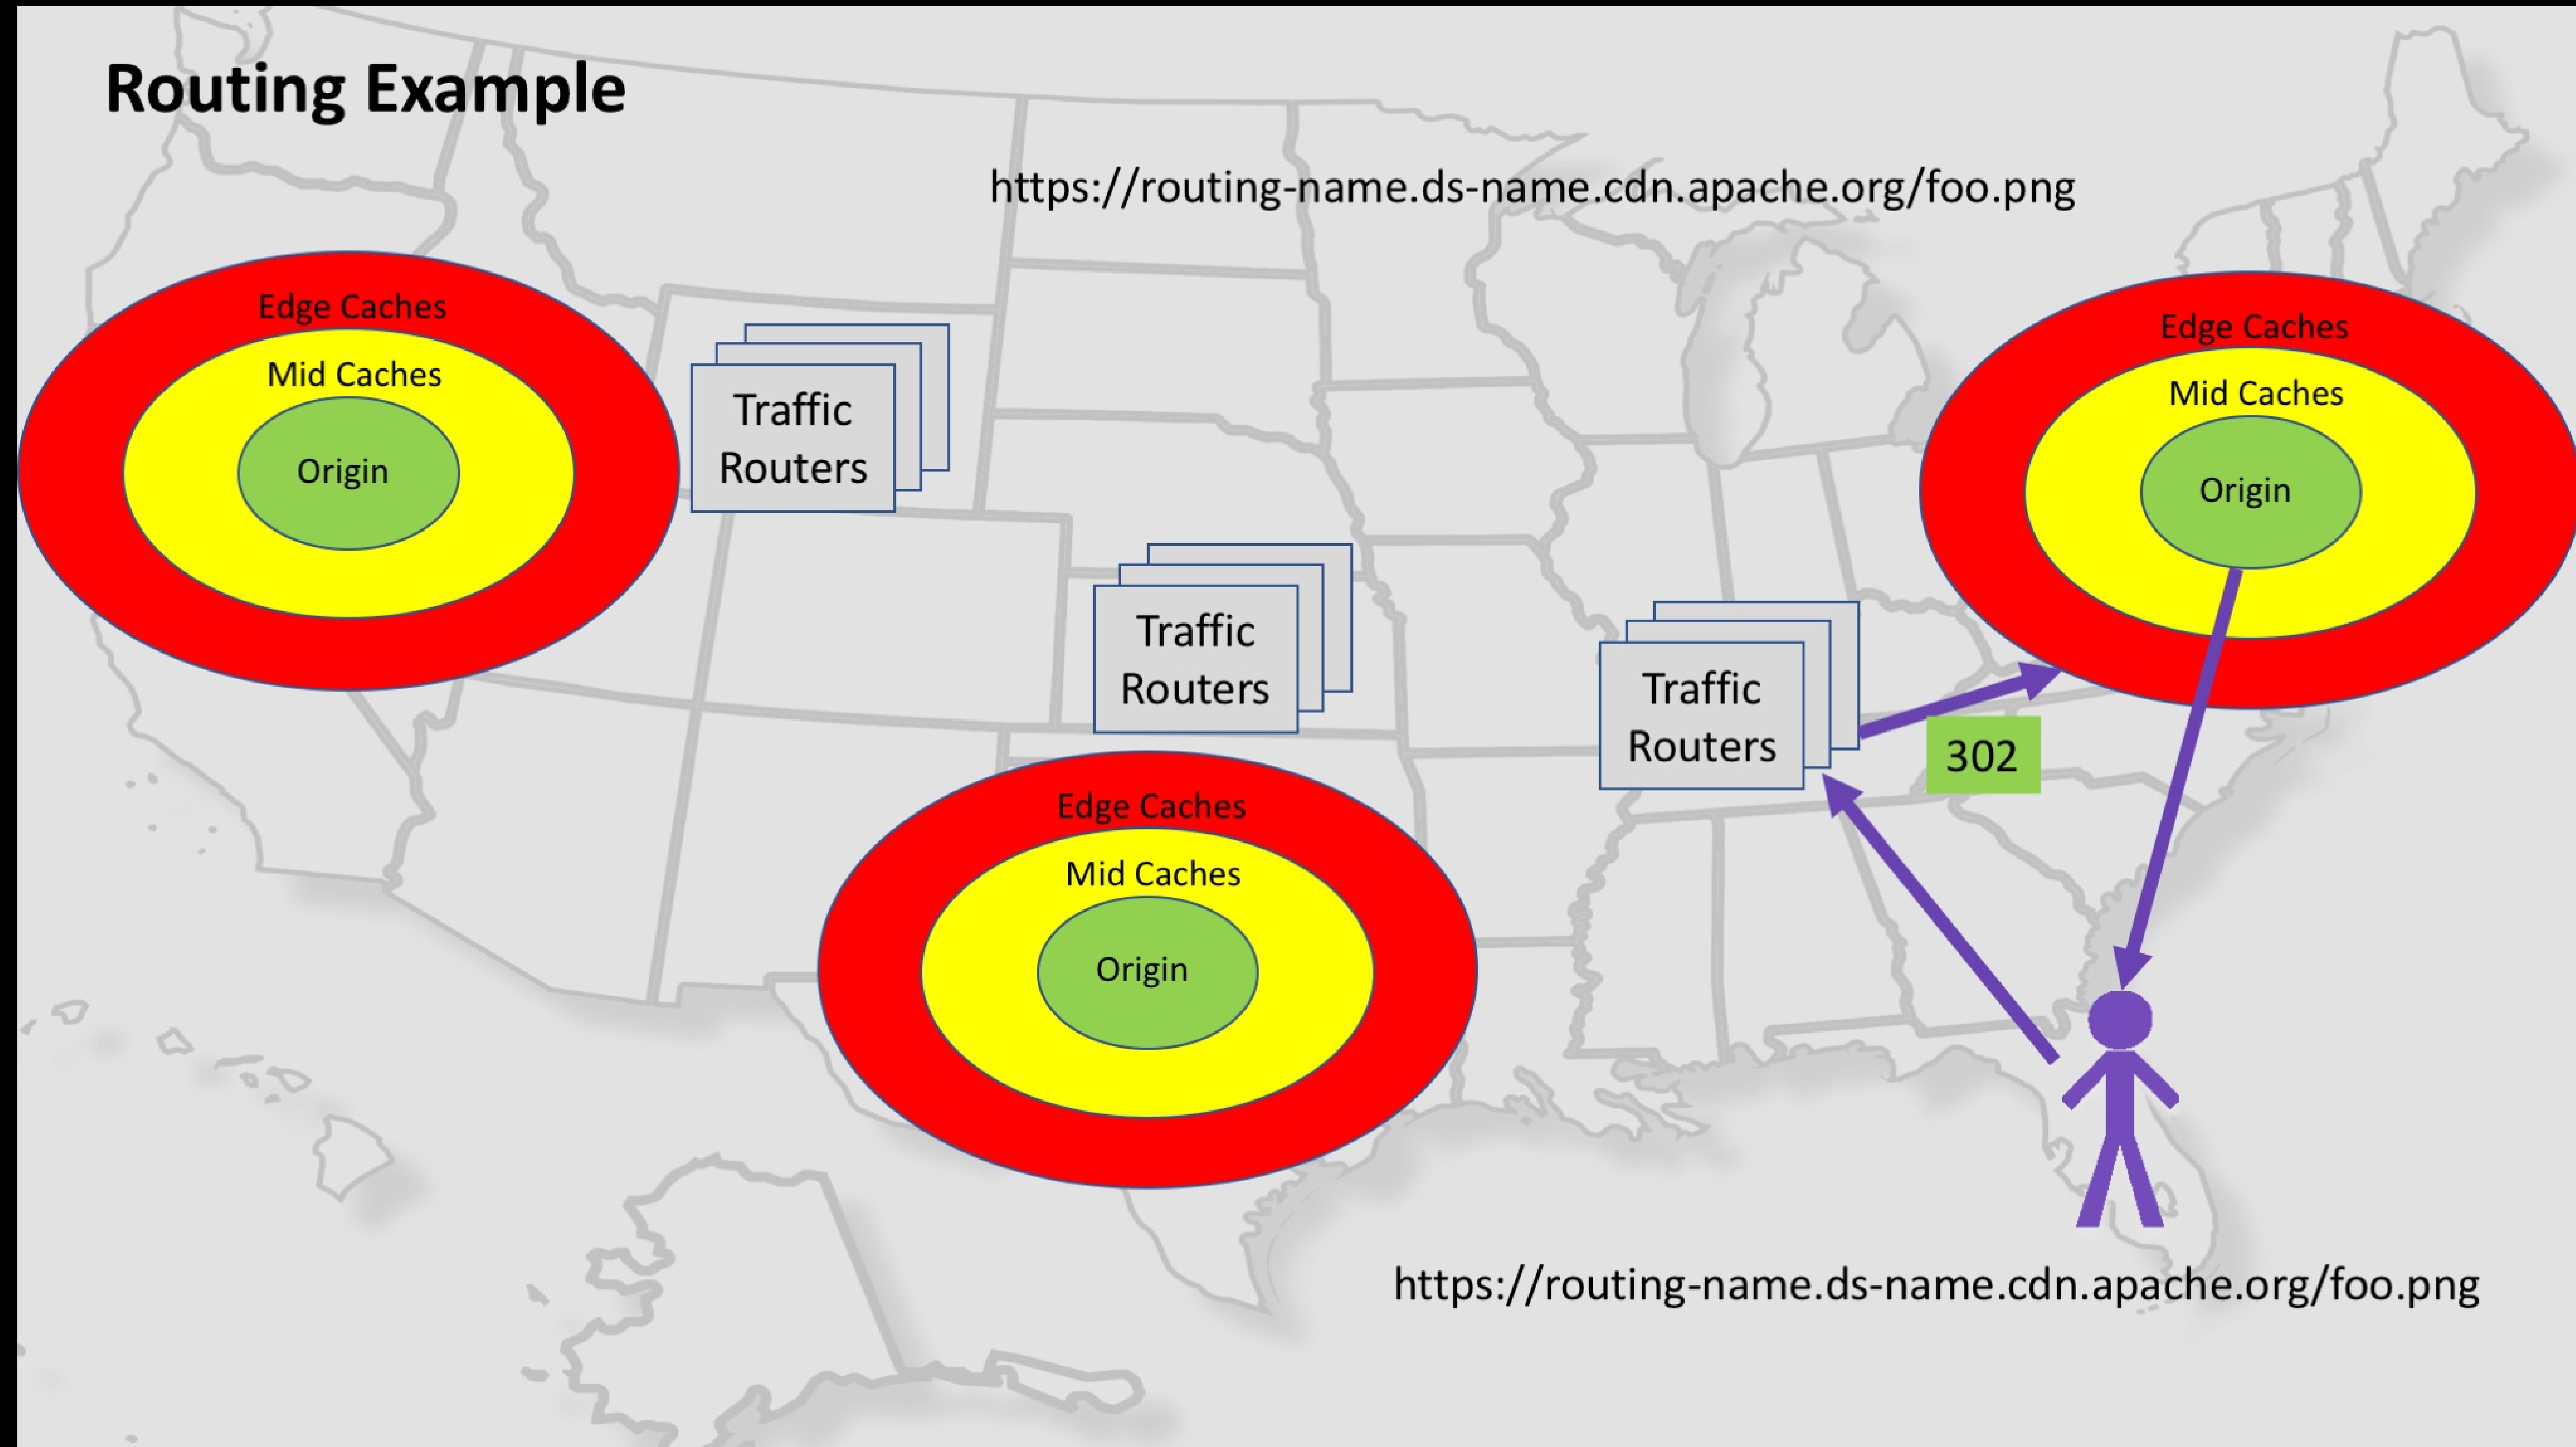 Routing Example
https://routing-name.ds-name.cdn.apache.org/foo.png
Edge Caches
Mid Caches
Origin
Traffic
Routers
Edge Caches
Mid Caches
Origin
Traffic
Routers
Traffic
Routers
302
Edge Caches
Mid Caches
Origin
https://routing-name.ds-name.cdn.apache.org/foo.png